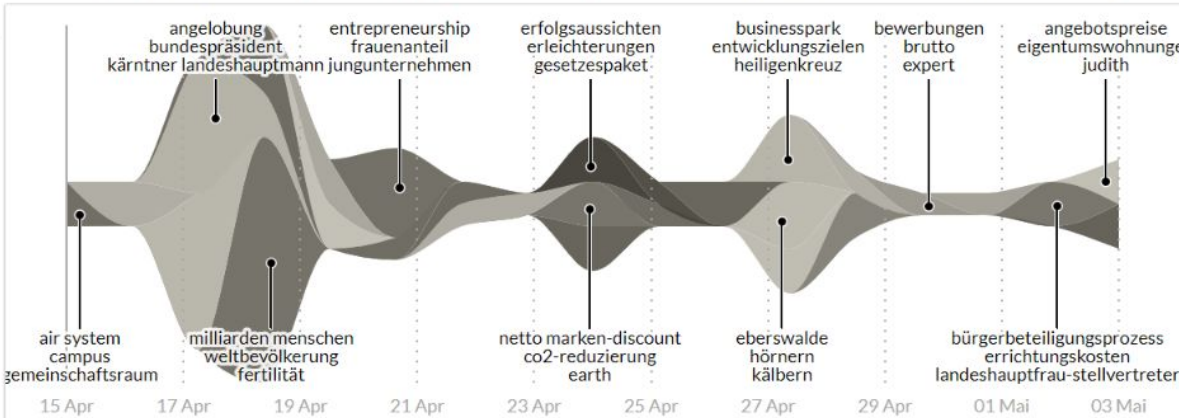 angelobung
bundespräsident
kärntner landeshauptmann
entrepreneurship
frauenanteil
jungunternehmen
erfolgsaussichten
erleichterungen
gesetzespaket
businesspark
entwicklungszielen
heiligenkreuz
bewerbungen
brutto
expert
angebotspreise
eigentumswohnunge
judith
air system
campus
gemeinschaftsraum
milliarden menschen
weltbevölkerung
fertilität
netto marken-discount
co2-reduzierung
earth
eberswalde
hörnern
kälbern
bürgerbeteiligungsprozess
errichtungskosten
landeshauptfrau-stellvertreter
15 Apr 17 Apr 19 Apr 21 Apr 23 Apr 25 Apr 27 Apr 29 Apr 01 Mai 03 Mai